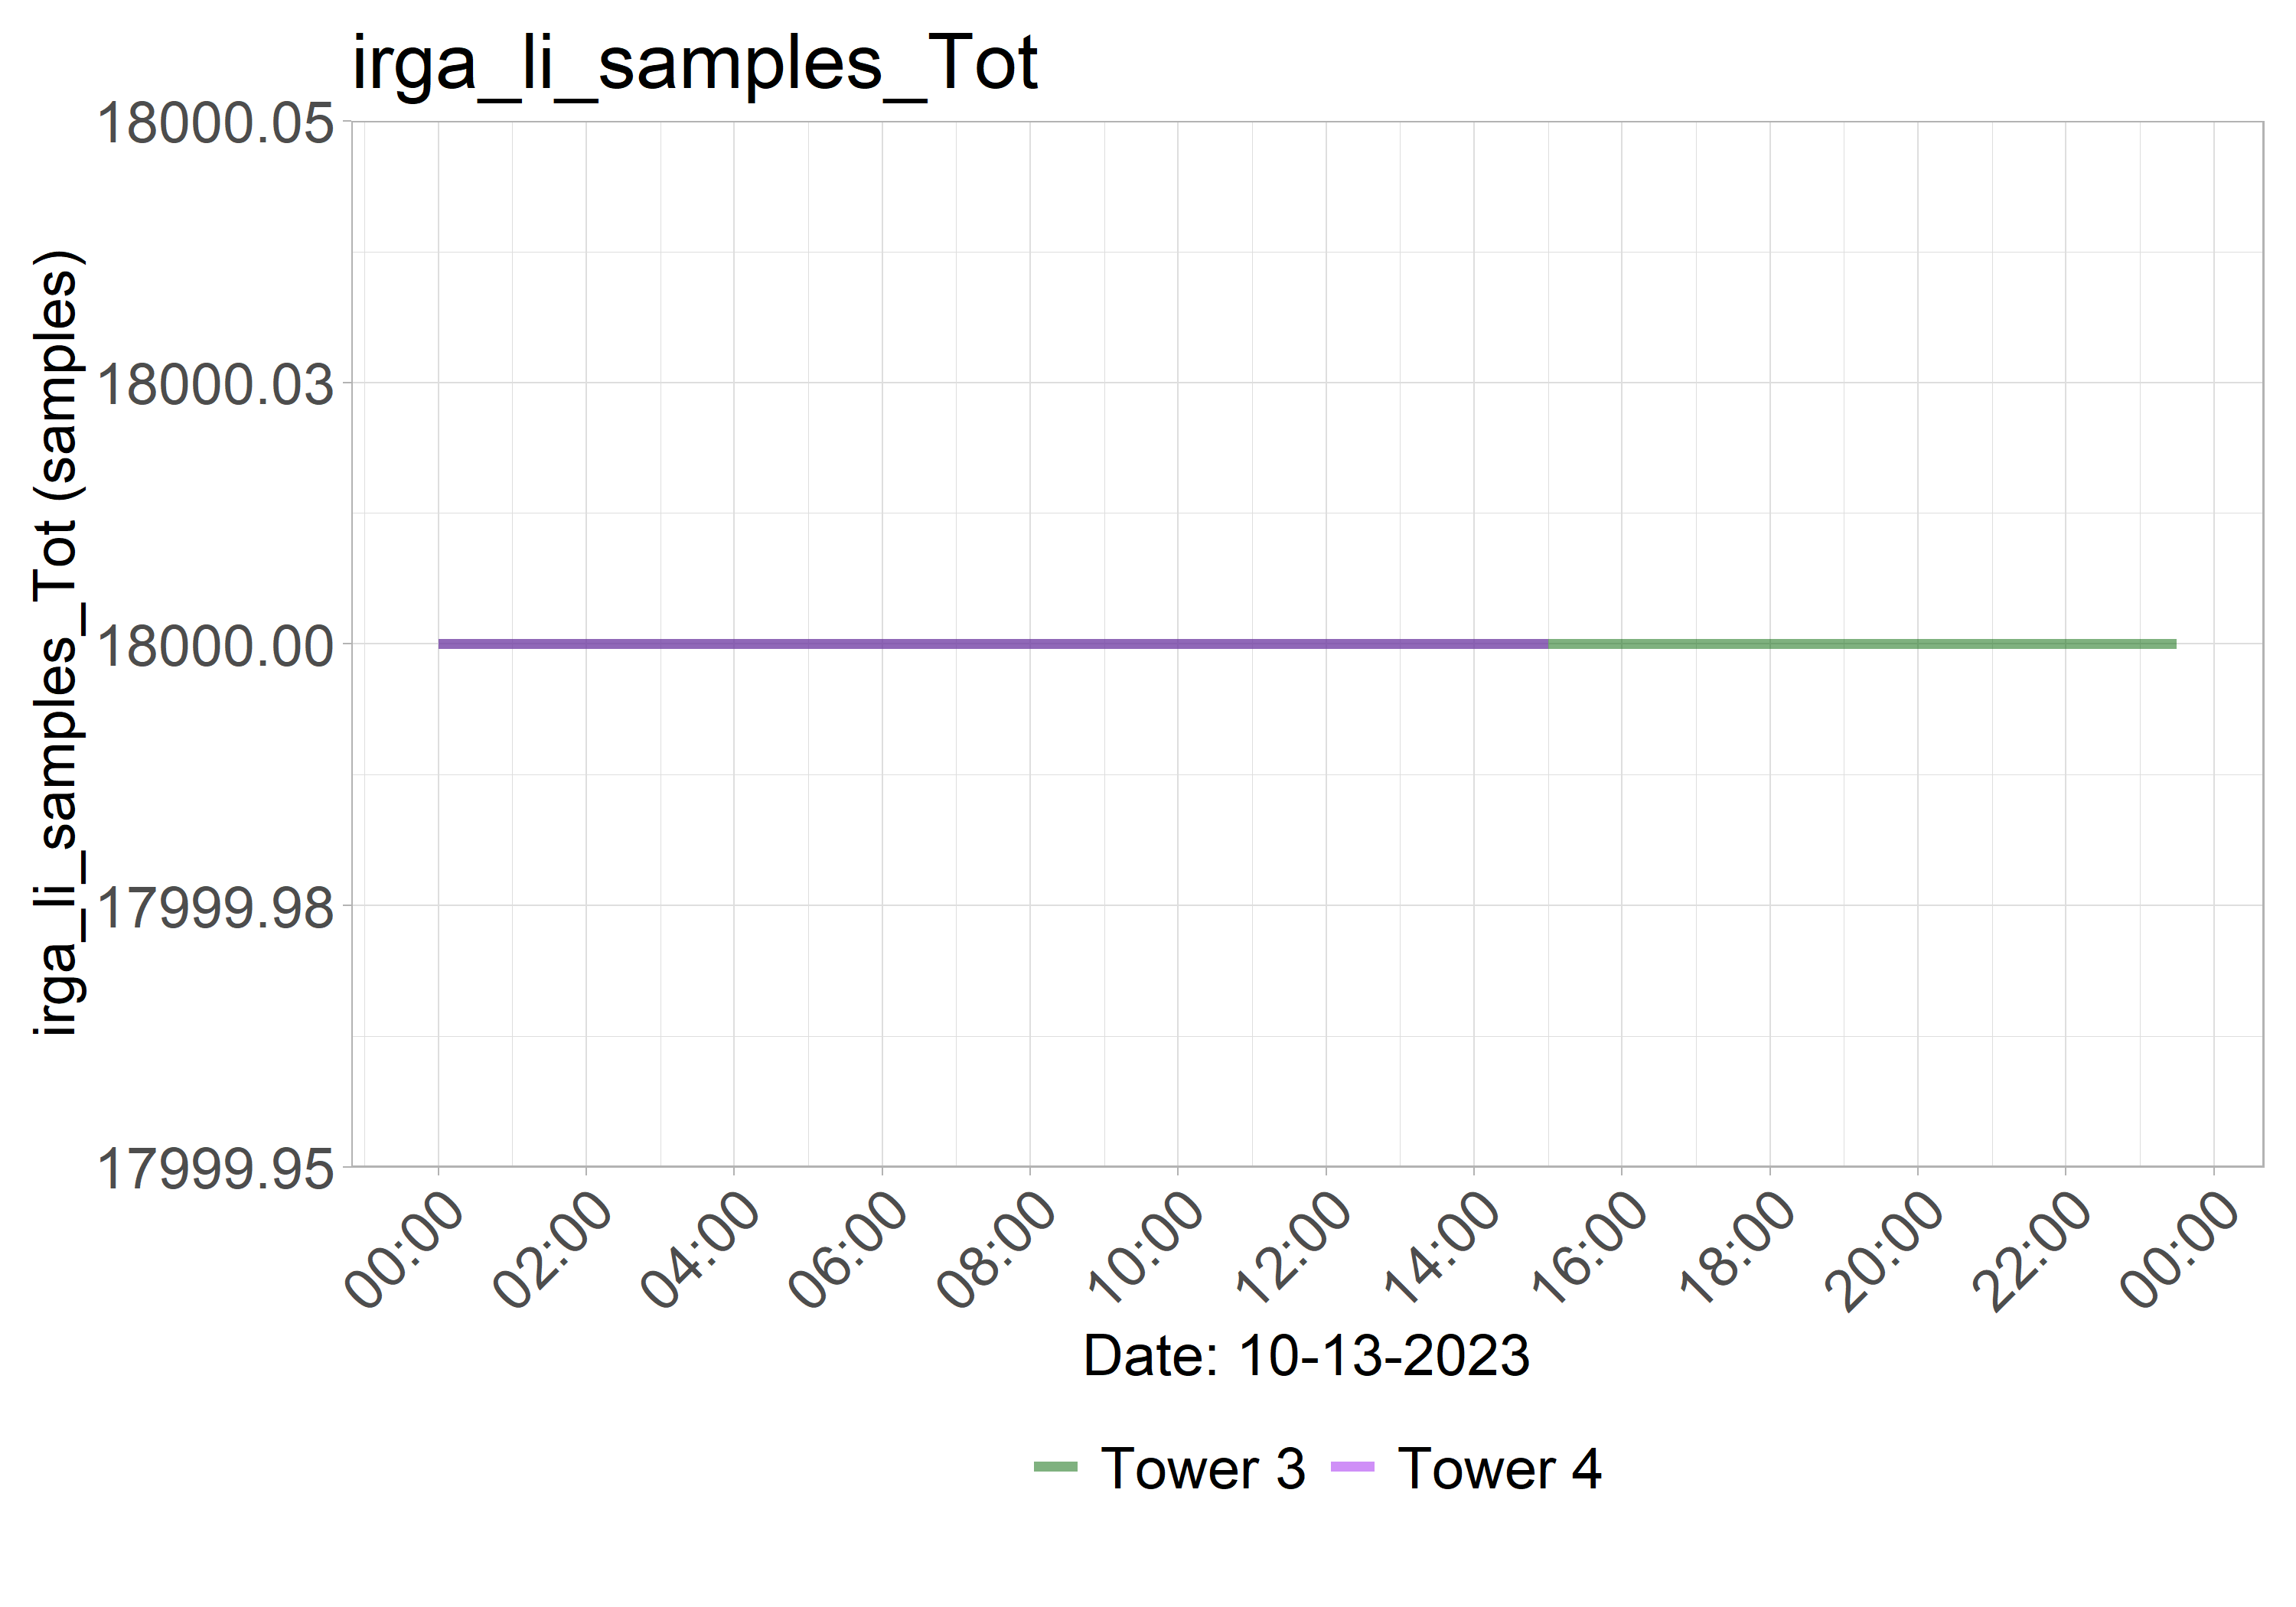 irga_li_samples_Tot
irga_li_samples_Tot (samples)
18000.05
18000.03
18000.00
17999.98
17999.95
00:00 02:00 04:00 06:00 08:00 10:00 12:00 14:00 16:00 18:00 20:00 22:00 00:00
Date: 10-13-2023
Tower 3 Tower 4